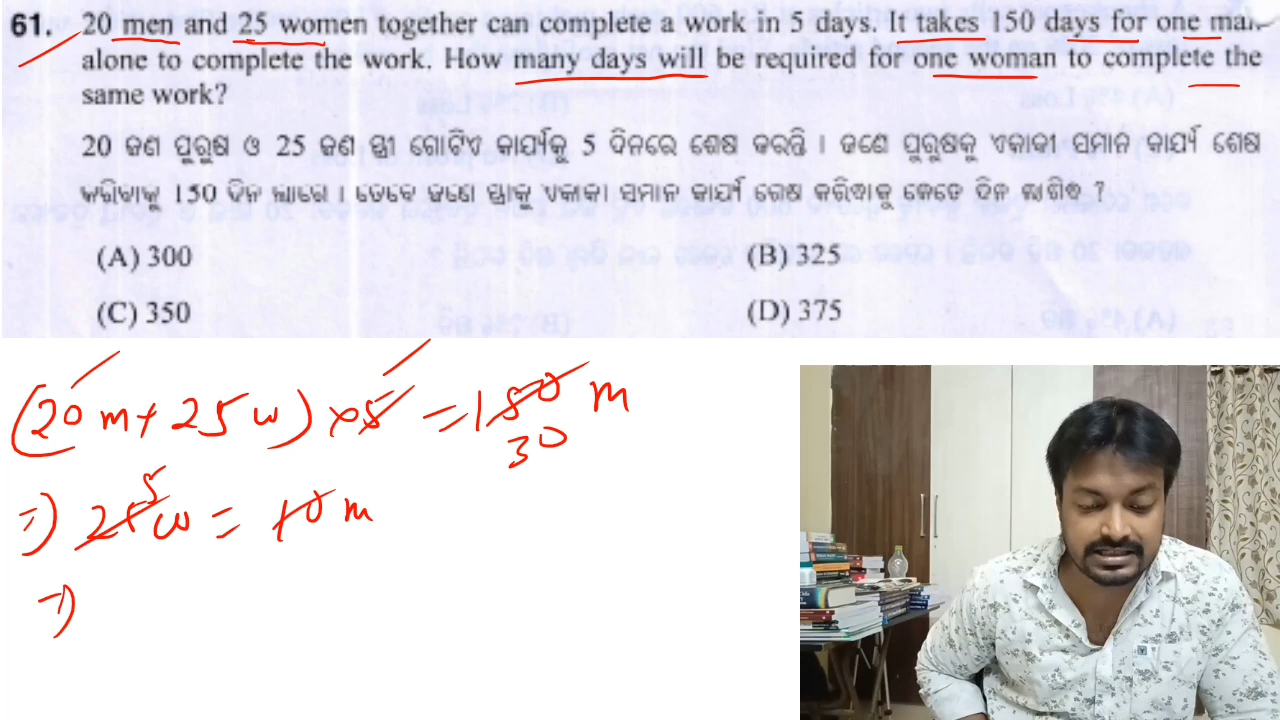 61. 20 men and 25 women together can complete a work in 5 days. It takes 150 days for one man
alone to complete the work. How many days will be required for one woman to complete the
same work?
20 ଜଣ ପୁରୁଷ ଓ 25 ଜଣ ସ୍ତ୍ରୀ ଗୋଟିଏ କାର୍ଯ୍ୟକୁ 5 ଦିନରେ ଶେଷ କରନ୍ତି । ଜଣେ ପୁରୁଷକୁ ଏକାକୀ ସମାନ କାର୍ଯ୍ୟ ଶେଷ
କରିବାକୁ 150 ଦିନ ଲାଗେ । ତେବେ ଜଣେ ସ୍ତ୍ରୀକୁ ଏକାକୀ ସମାନ କାର୍ଯ୍ୟ ଶେଷ କରିବାକୁ କେତେ ଦିନ ଲାଗିବ ?
(A) 300
(B) 325
(C) 350
(D) 375
(20 m + 25 w) × 5 = 150 m
30
5
⇒ 25 w = 10 m
⇒